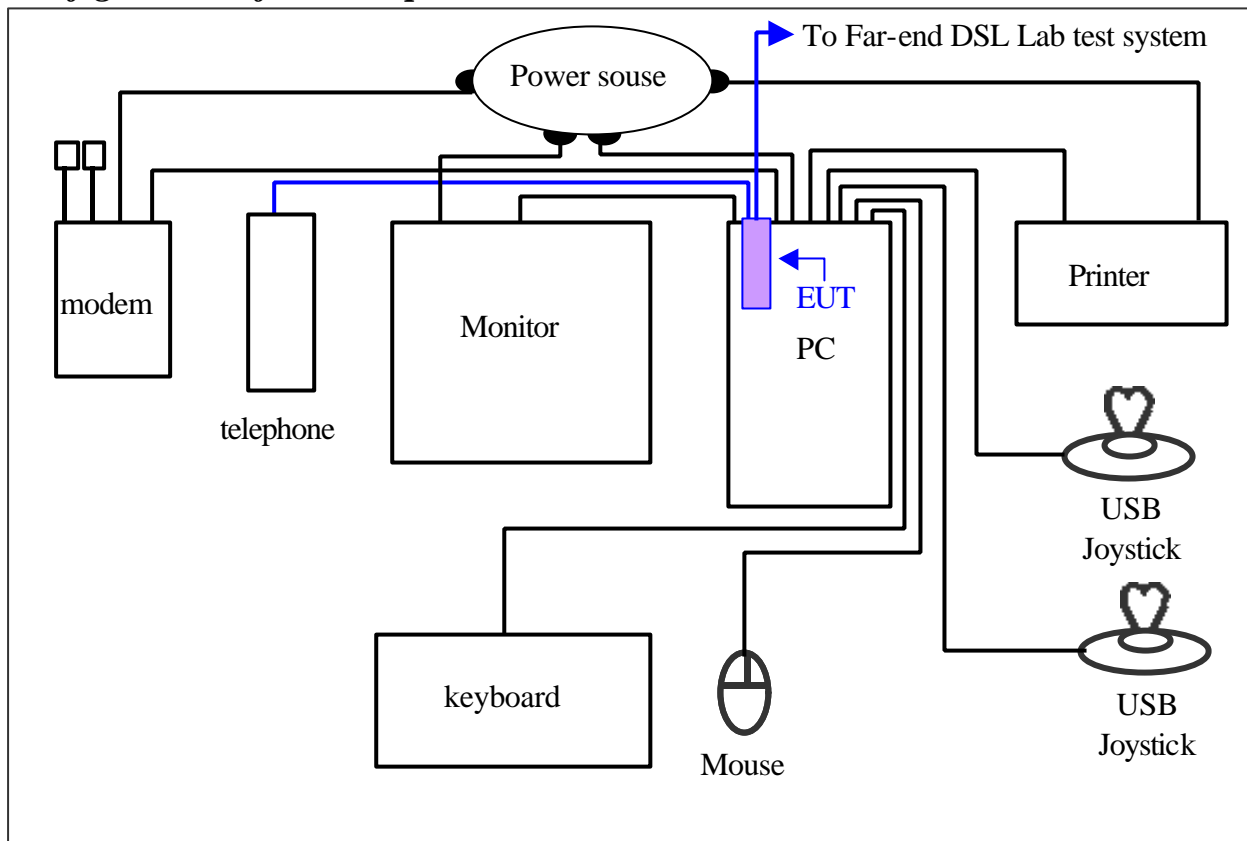 To Far-end DSL Lab test system
Power souse
modem
telephone
Monitor
EUT
PC
Printer
USB
Joystick
keyboard
Mouse
USB
Joystick